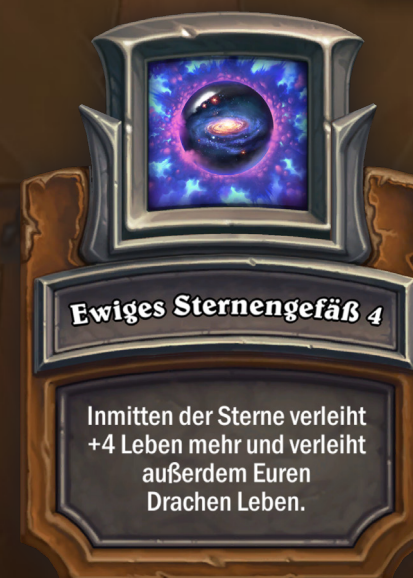 Ewiges Sternengefäß 4
Inmitten der Sterne verleiht
+4 Leben mehr und verleiht
außerdem Euren
Drachen Leben.